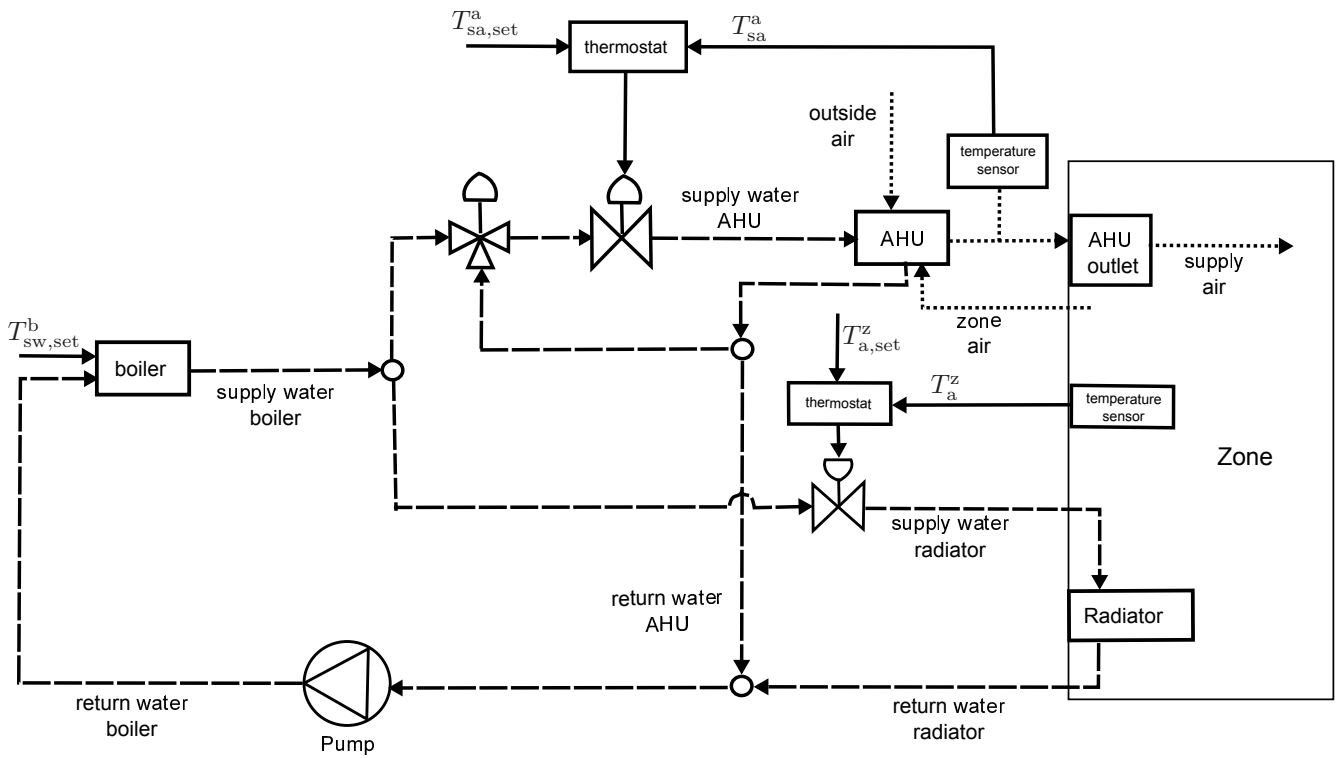 T^a_sa,set
thermostat
T^a_sa
outside
air
temperature
sensor
supply water
AHU
AHU
AHU
outlet
supply
air
zone
air
T^b_sw,set
boiler
supply water
boiler
T^z_a,set
thermostat
T^z_a
temperature
sensor
Zone
supply water
radiator
return water
AHU
Radiator
return water
boiler
Pump
return water
radiator